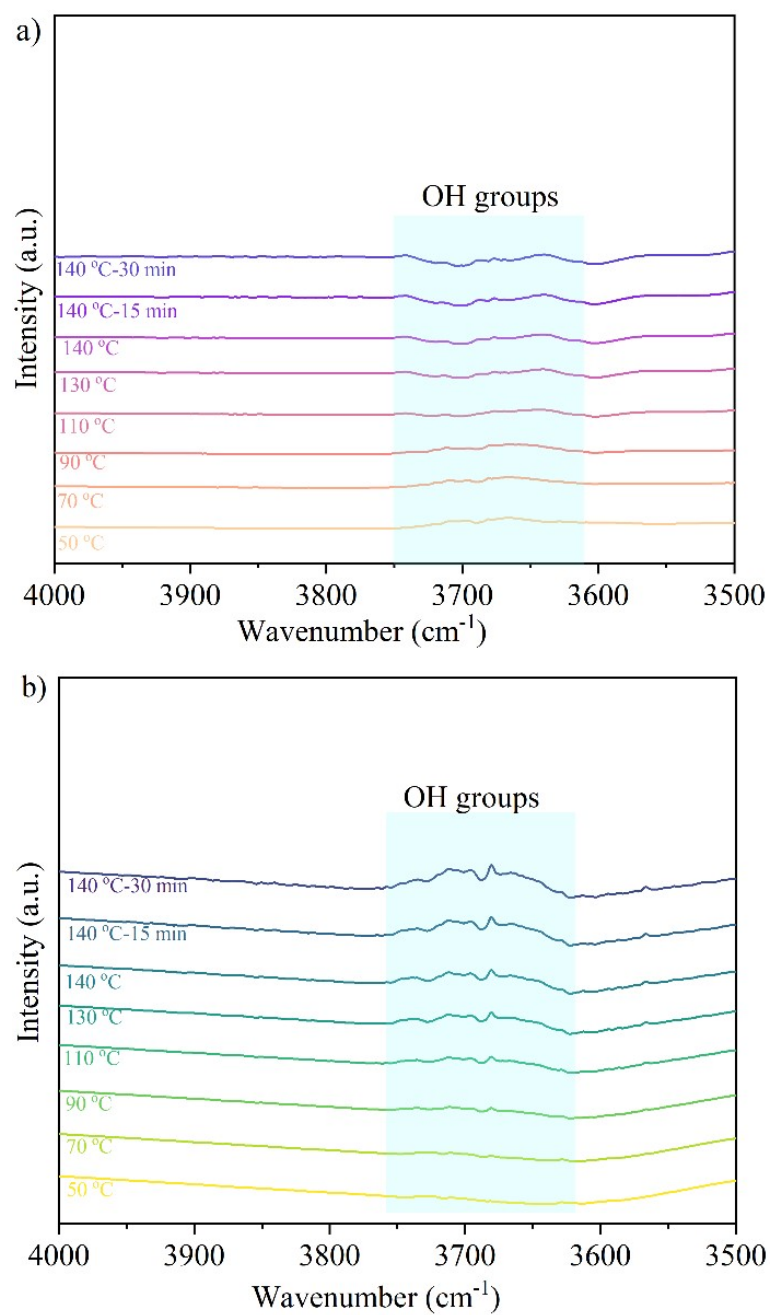 a)
OH groups
Intensity (a.u.)
140 °C-30 min
140 °C-15 min
140 °C
130 °C
110 °C
90 °C
70 °C
50 °C
4000 3900 3800 3700 3600 3500
Wavenumber (cm⁻¹)
b)
OH groups
Intensity (a.u.)
140 °C-30 min
140 °C-15 min
140 °C
130 °C
110 °C
90 °C
70 °C
50 °C
4000 3900 3800 3700 3600 3500
Wavenumber (cm⁻¹)